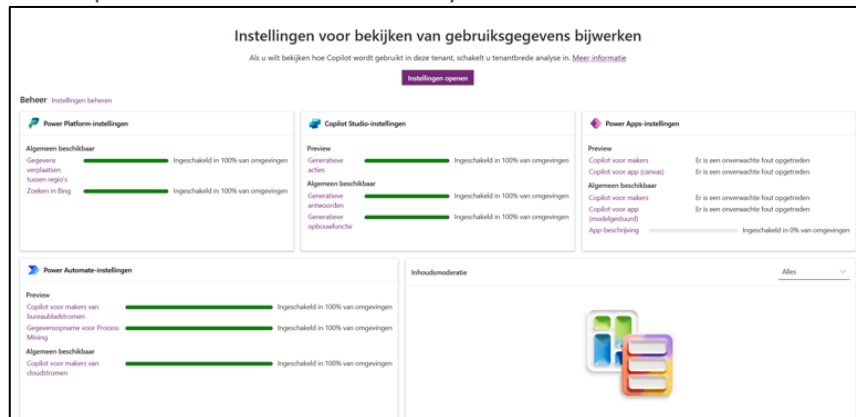 Instellingen voor bekijken van gebruiksgegevens bijwerken
Als u wilt bekijken hoe Copilot wordt gebruikt in deze tenant, schakelt u tenantbrede analyse in. Meer informatie
Instellingen openen
Beheer Instellingen beheren
Power Platform-instellingen
Algemeen beschikbaar
Gegevens
verplaatsen
tussen regio's
Ingeschakeld in 100% van omgevingen
Zoeken in Bing
Ingeschakeld in 100% van omgevingen
Copilot Studio-instellingen
Preview
Generatieve
acties
Ingeschakeld in 100% van omgevingen
Algemeen beschikbaar
Generatieve
antwoorden
Ingeschakeld in 100% van omgevingen
Generatieve
opbouwfunctie
Ingeschakeld in 100% van omgevingen
Power Apps-instellingen
Preview
Copilot voor makers
Er is een onverwachte fout opgetreden
Copilot voor app (canvas)
Er is een onverwachte fout opgetreden
Algemeen beschikbaar
Copilot voor makers
Er is een onverwachte fout opgetreden
Copilot voor app
(modelgestuurd)
Er is een onverwachte fout opgetreden
App-beschrijving
Ingeschakeld in 0% van omgevingen
Power Automate-instellingen
Preview
Copilot voor makers van
bureaubladstromen
Ingeschakeld in 100% van omgevingen
Gegevensopname voor Process
Mining
Ingeschakeld in 100% van omgevingen
Algemeen beschikbaar
Copilot voor makers van
cloudstromen
Ingeschakeld in 100% van omgevingen
Inhoudsmoderatie
Alles